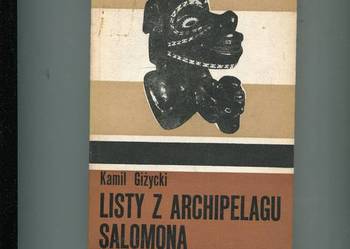 Kamil Giżycki
LISTY Z ARCHIPELAGU
SALOMONA